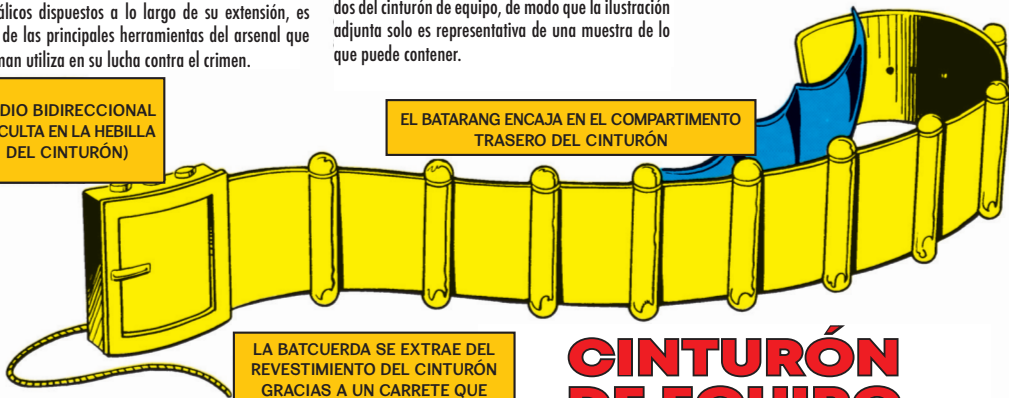 álicos dispuestos a lo largo de su extensión, es
de las principales herramientas del arsenal que
man utiliza en su lucha contra el crimen.
dos del cinturón de equipo, de modo que la ilustración
adjunta solo es representativa de una muestra de lo
que puede contener.
DIO BIDIRECCIONAL
CULTA EN LA HEBILLA
DEL CINTURÓN)
EL BATARANG ENCAJA EN EL COMPARTIMENTO
TRASERO DEL CINTURÓN
LA BATCUERDA SE EXTRAE DEL
REVESTIMIENTO DEL CINTURÓN
GRACIAS A UN CARRETE QUE
CINTURÓN
DE EQUIPO